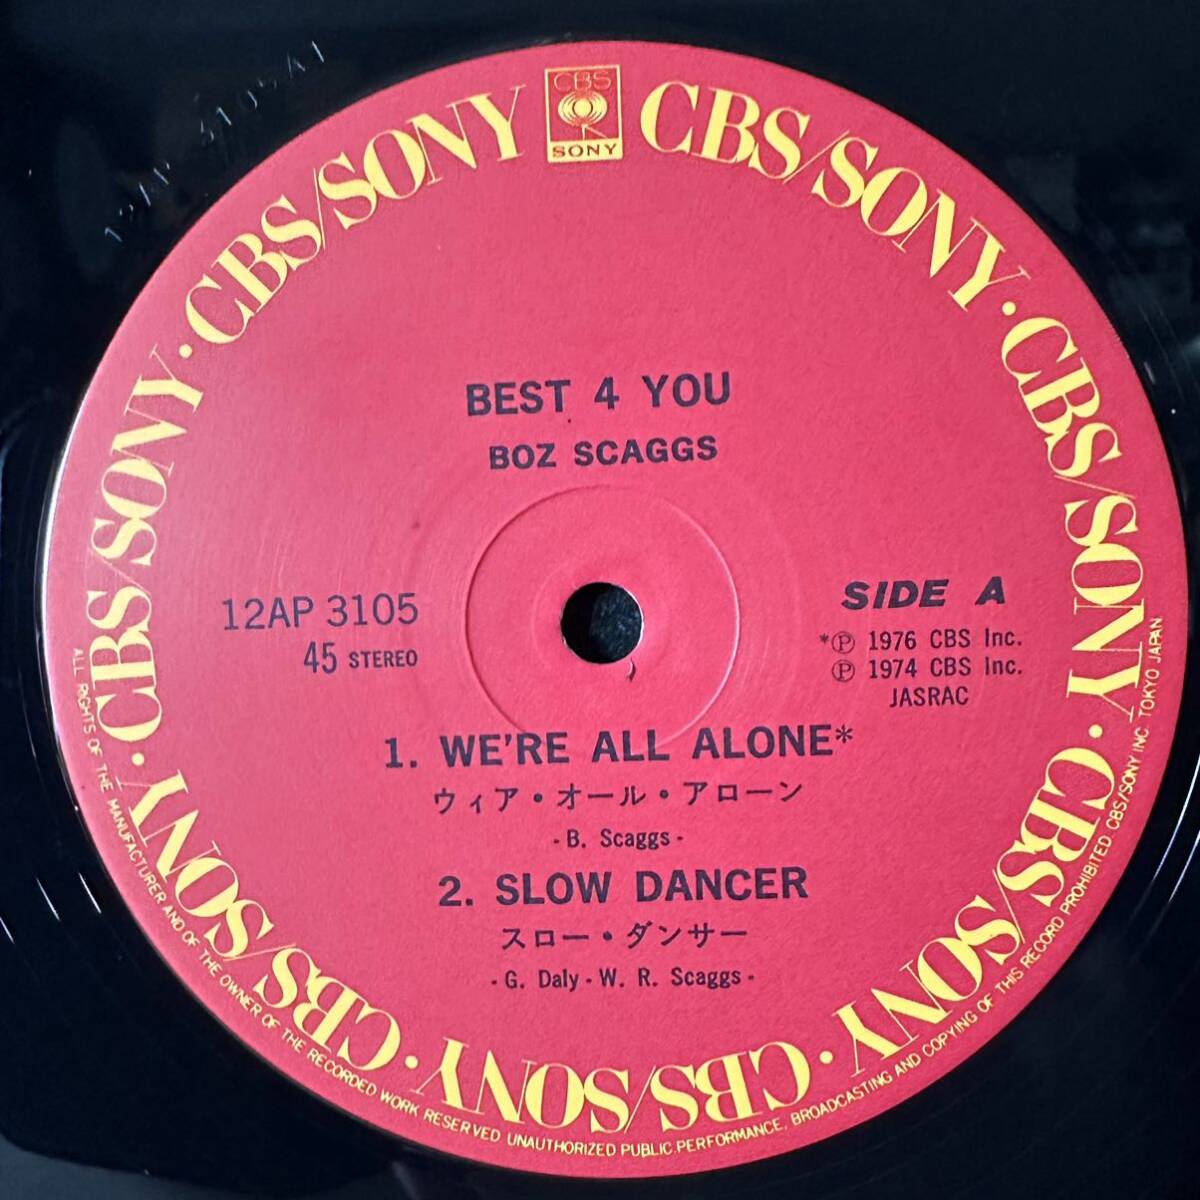 12AP 3105A1
CBS
SONY
CBS/SONY · CBS/SONY · CBS/SONY · CBS/SONY · CBS/SONY · CBS/SONY · CBS/SONY · CBS/SONY
BEST 4 YOU
BOZ SCAGGS
12AP 3105
45 STEREO
SIDE A
*Ⓟ 1976 CBS Inc.
Ⓟ 1974 CBS Inc.
JASRAC
1. WE'RE ALL ALONE*
ウィア・オール・アローン
- B. Scaggs -
2. SLOW DANCER
スロー・ダンサー
- G. Daly - W. R. Scaggs -
ALL RIGHTS OF THE MANUFACTURER AND OF THE OWNER OF THE RECORDED WORK RESERVED UNAUTHORIZED PUBLIC PERFORMANCE, BROADCASTING AND COPYING OF THIS RECORD PROHIBITED. CBS/SONY INC. TOKYO JAPAN